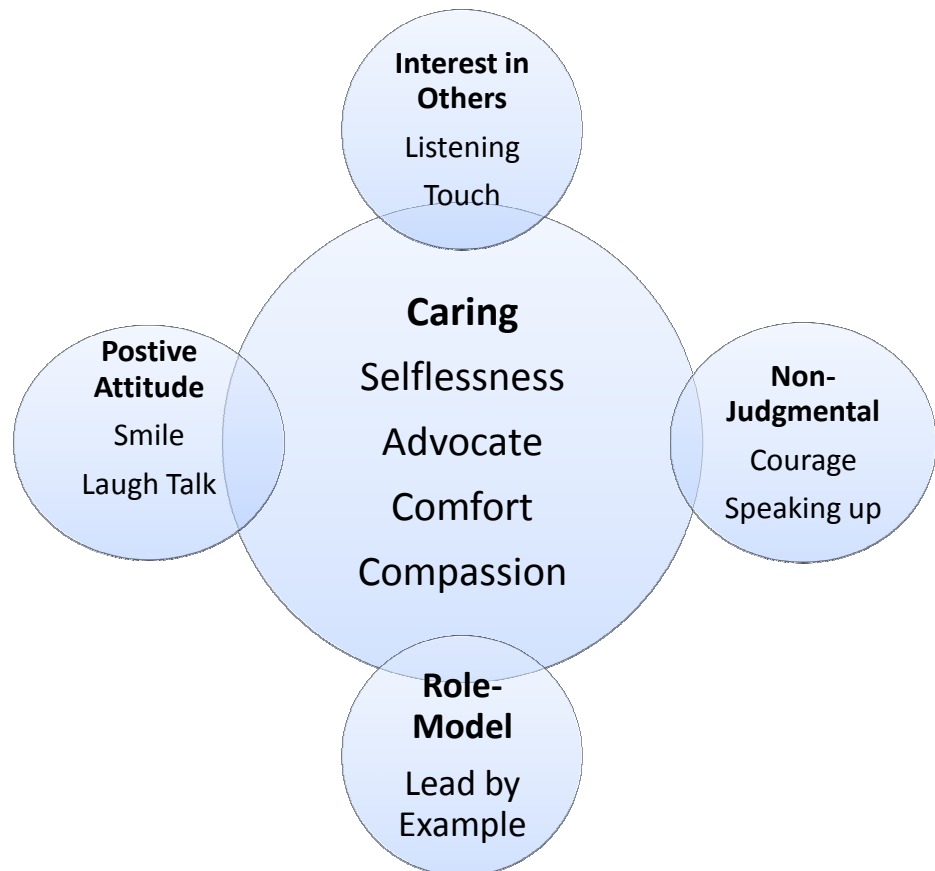 Interest in
Others
Listening
Touch
Caring
Selflessness
Advocate
Comfort
Compassion
Postive
Attitude
Smile
Laugh Talk
Non-
Judgmental
Courage
Speaking up
Role-
Model
Lead by
Example